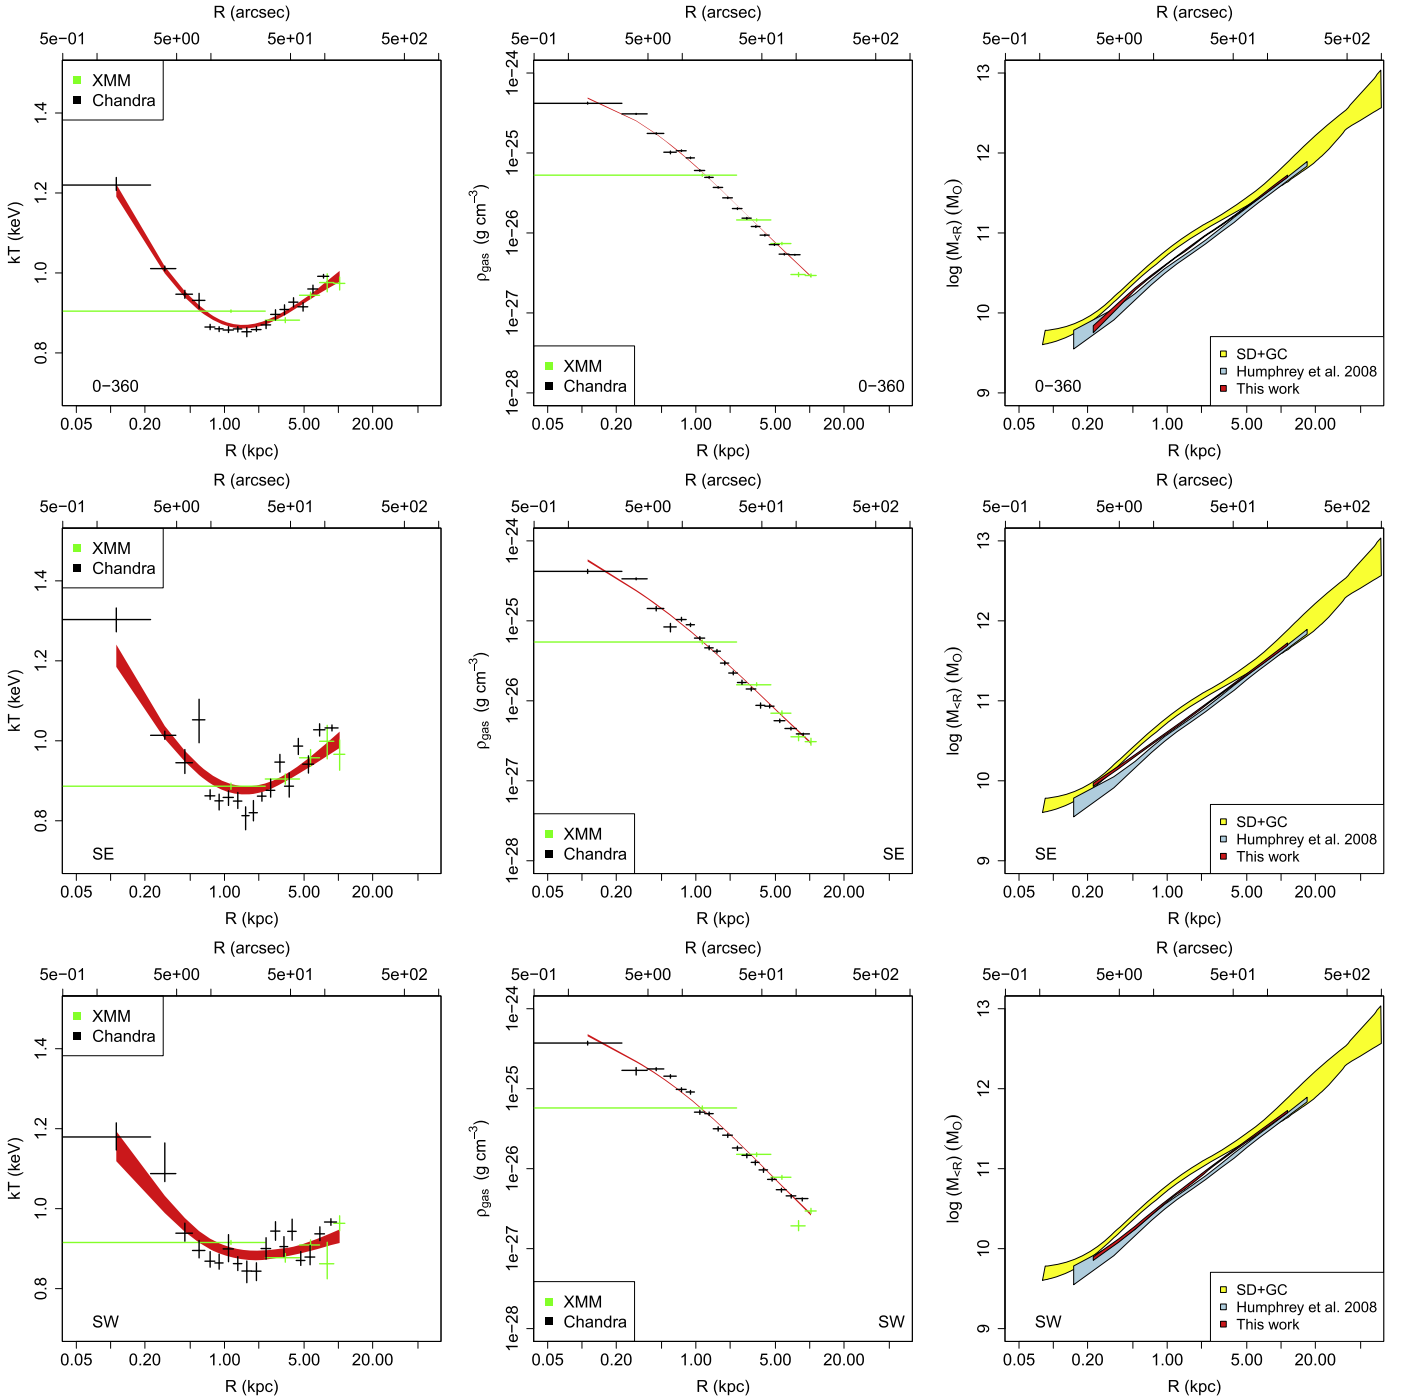 R (arcsec)
5e−01 5e+00 5e+01 5e+02
XMM
Chandra
kT (keV)
0.8 1.0 1.2 1.4
0−360
0.05 0.20 1.00 5.00 20.00
R (kpc)
R (arcsec)
5e−01 5e+00 5e+01 5e+02
ρgas (g cm−3)
1e−28 1e−27 1e−26 1e−25 1e−24
XMM
Chandra
0−360
0.05 0.20 1.00 5.00 20.00
R (kpc)
R (arcsec)
5e−01 5e+00 5e+01 5e+02
log (M<R) (MO)
9 10 11 12 13
SD+GC
Humphrey et al. 2008
This work
0−360
0.05 0.20 1.00 5.00 20.00
R (kpc)
R (arcsec)
5e−01 5e+00 5e+01 5e+02
XMM
Chandra
kT (keV)
0.8 1.0 1.2 1.4
SE
0.05 0.20 1.00 5.00 20.00
R (kpc)
R (arcsec)
5e−01 5e+00 5e+01 5e+02
ρgas (g cm−3)
1e−28 1e−27 1e−26 1e−25 1e−24
XMM
Chandra
SE
0.05 0.20 1.00 5.00 20.00
R (kpc)
R (arcsec)
5e−01 5e+00 5e+01 5e+02
log (M<R) (MO)
9 10 11 12 13
SD+GC
Humphrey et al. 2008
This work
SE
0.05 0.20 1.00 5.00 20.00
R (kpc)
R (arcsec)
5e−01 5e+00 5e+01 5e+02
XMM
Chandra
kT (keV)
0.8 1.0 1.2 1.4
SW
0.05 0.20 1.00 5.00 20.00
R (kpc)
R (arcsec)
5e−01 5e+00 5e+01 5e+02
ρgas (g cm−3)
1e−28 1e−27 1e−26 1e−25 1e−24
XMM
Chandra
SW
0.05 0.20 1.00 5.00 20.00
R (kpc)
R (arcsec)
5e−01 5e+00 5e+01 5e+02
log (M<R) (MO)
9 10 11 12 13
SD+GC
Humphrey et al. 2008
This work
SW
0.05 0.20 1.00 5.00 20.00
R (kpc)